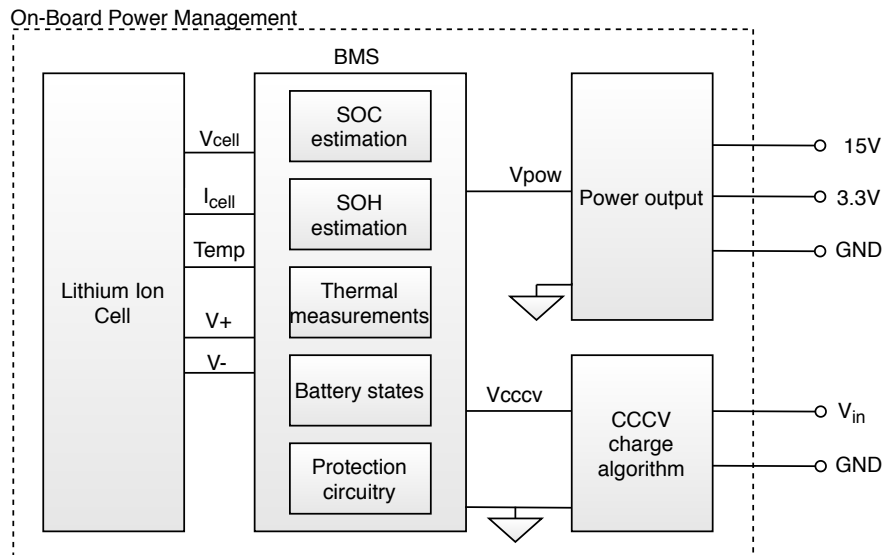 On-Board Power Management
BMS
Lithium Ion
Cell
Vcell
Icell
Temp
V+
V-
SOC
estimation
SOH
estimation
Thermal
measurements
Battery states
Protection
circuitry
Vpow
Power output
15V
3.3V
GND
Vcccv
CCCV
charge
algorithm
Vin
GND